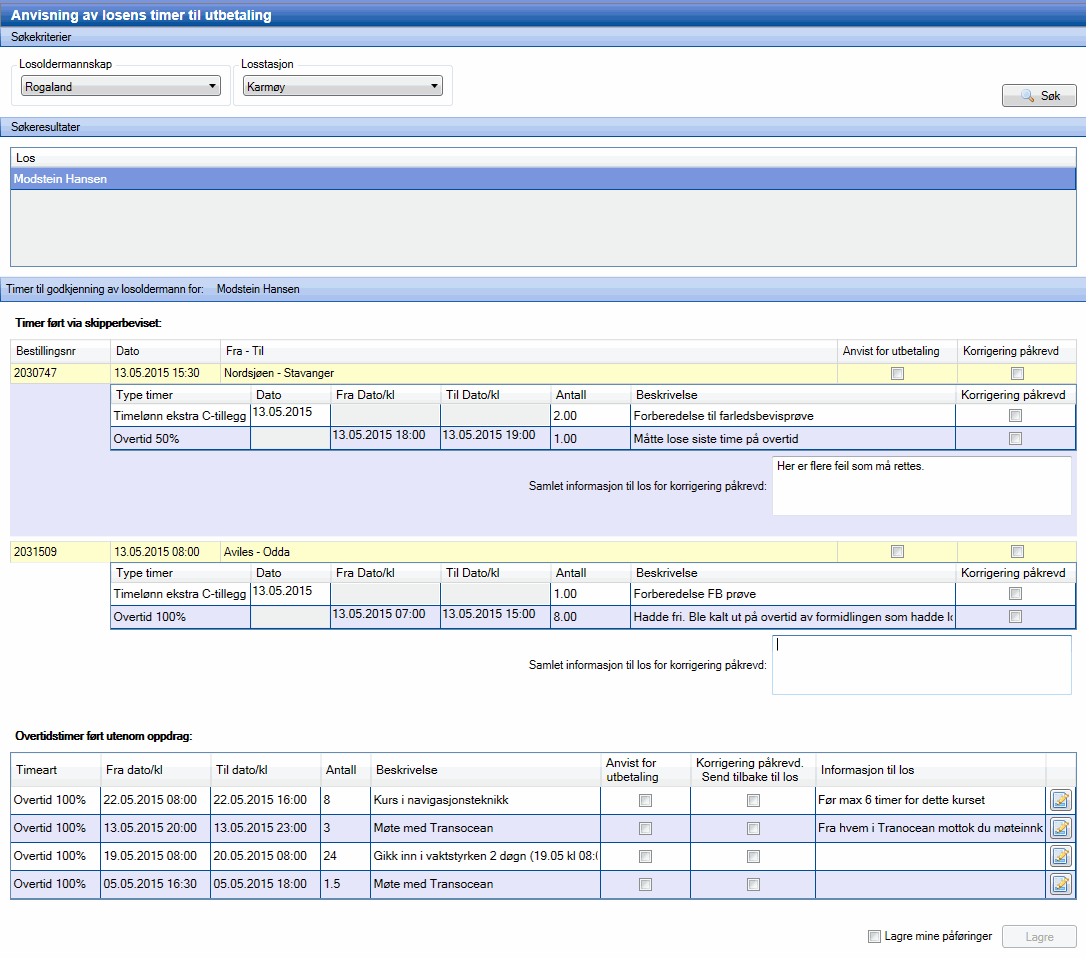 Anvisning av losens timer til utbetaling
Søkekriterier
Losoldermannskap
Losstasjon
Rogaland
Karmøy
Søk
Søkeresultater
Los
Modstein Hansen
Timer til godkjenning av losoldermann for: Modstein Hansen
Timer ført via skipperbeviset:
Bestillingsnr Dato Fra - Til Anvist for utbetaling Korrigering påkrevd
2030747 13.05.2015 15:30 Nordsjøen - Stavanger
Type timer Dato Fra Dato/kl Til Dato/kl Antall Beskrivelse Korrigering påkrevd
Timelønn ekstra C-tillegg 13.05.2015 2.00 Forberedelse til farledsbevisprøve
Overtid 50% 13.05.2015 18:00 13.05.2015 19:00 1.00 Måtte lose siste time på overtid
Her er flere feil som må rettes.
Samlet informasjon til los for korrigering påkrevd:
2031509 13.05.2015 08:00 Aviles - Odda
Type timer Dato Fra Dato/kl Til Dato/kl Antall Beskrivelse Korrigering påkrevd
Timelønn ekstra C-tillegg 13.05.2015 1.00 Forberedelse FB prøve
Overtid 100% 13.05.2015 07:00 13.05.2015 15:00 8.00 Hadde fri. Ble kalt ut på overtid av formidlingen som hadde
Samlet informasjon til los for korrigering påkrevd:
Overtidstimer ført utenom oppdrag:
Timeart Fra dato/kl Til dato/kl Antall Beskrivelse Anvist for utbetaling Korrigering påkrevd. Send tilbake til los Informasjon til los
Overtid 100% 22.05.2015 08:00 22.05.2015 16:00 8 Kurs i navigasjonsteknikk Før max 6 timer for dette kurset
Overtid 100% 13.05.2015 20:00 13.05.2015 23:00 3 Møte med Transocean Fra hvem i Tranocean mottok du møteinnk
Overtid 100% 19.05.2015 08:00 20.05.2015 08:00 24 Gikk inn i vaktstyrken 2 døgn (19.05 kl 08:
Overtid 100% 05.05.2015 16:30 05.05.2015 18:00 1.5 Møte med Transocean
Lagre mine påføringer Lagre